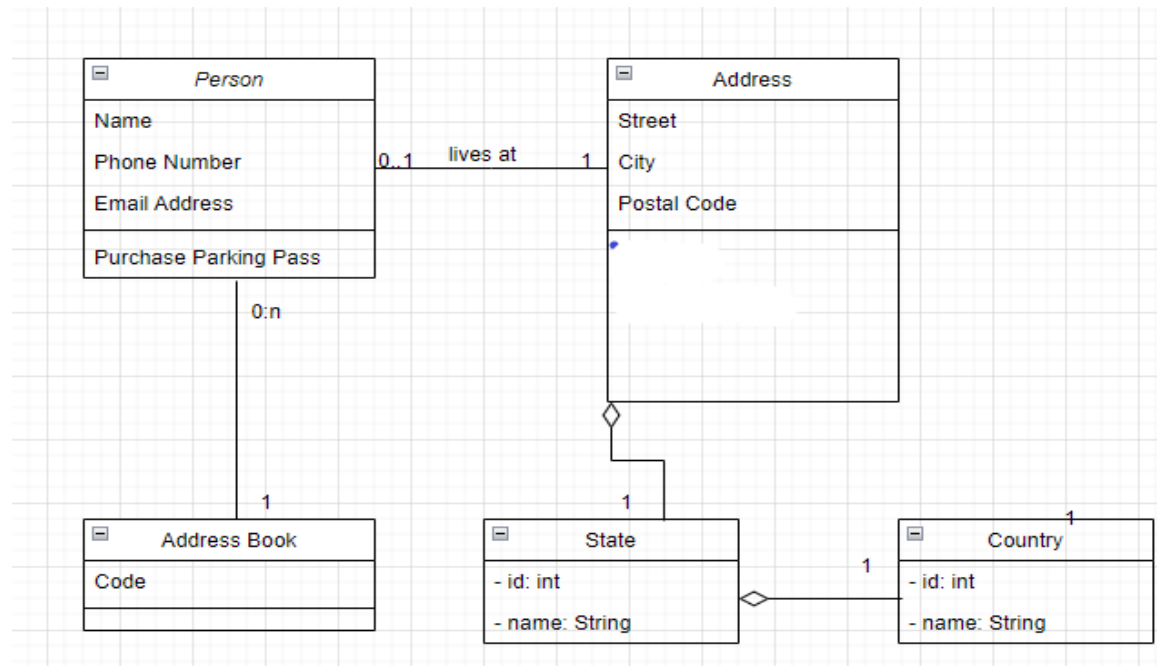 Person
Name
Phone Number
Email Address
Purchase Parking Pass
0..1
lives at
1
Address
Street
City
Postal Code
0:n
1
Address Book
Code
1
State
- id: int
- name: String
1
1
Country
- id: int
- name: String